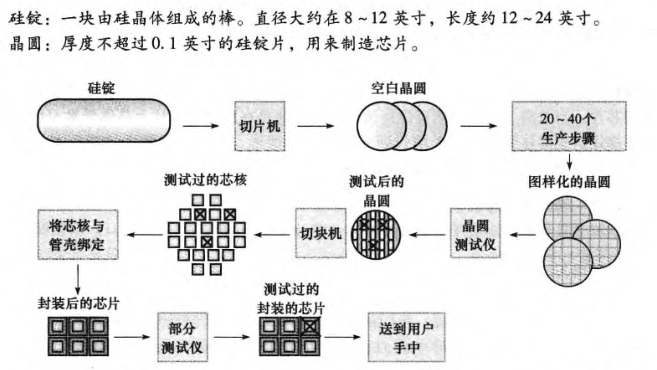 硅锭：一块由硅晶体组成的棒。直径大约在8~12英寸，长度约12~24英寸。
晶圆：厚度不超过0.1英寸的硅锭片，用来制造芯片。
硅锭
切片机
空白晶圆
20~40个
生产步骤
图样化的晶圆
晶圆
测试仪
测试后的
晶圆
切块机
测试过的芯核
将芯核与
管壳绑定
封装后的芯片
部分
测试仪
测试过的
封装的芯片
送到用户
手中